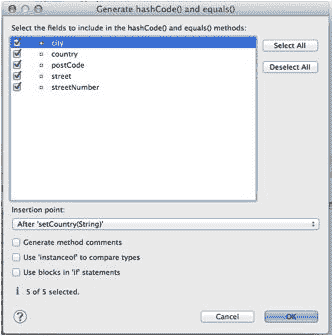 Generate hashCode() and equals()
Select the fields to include in the hashCode() and equals() methods:
city
country
postCode
street
streetNumber
Select All
Deselect All
Insertion point:
After 'setCountry(String)'
Generate method comments
Use 'instanceof' to compare types
Use blocks in 'if' statements
i 5 of 5 selected.
?
Cancel
OK